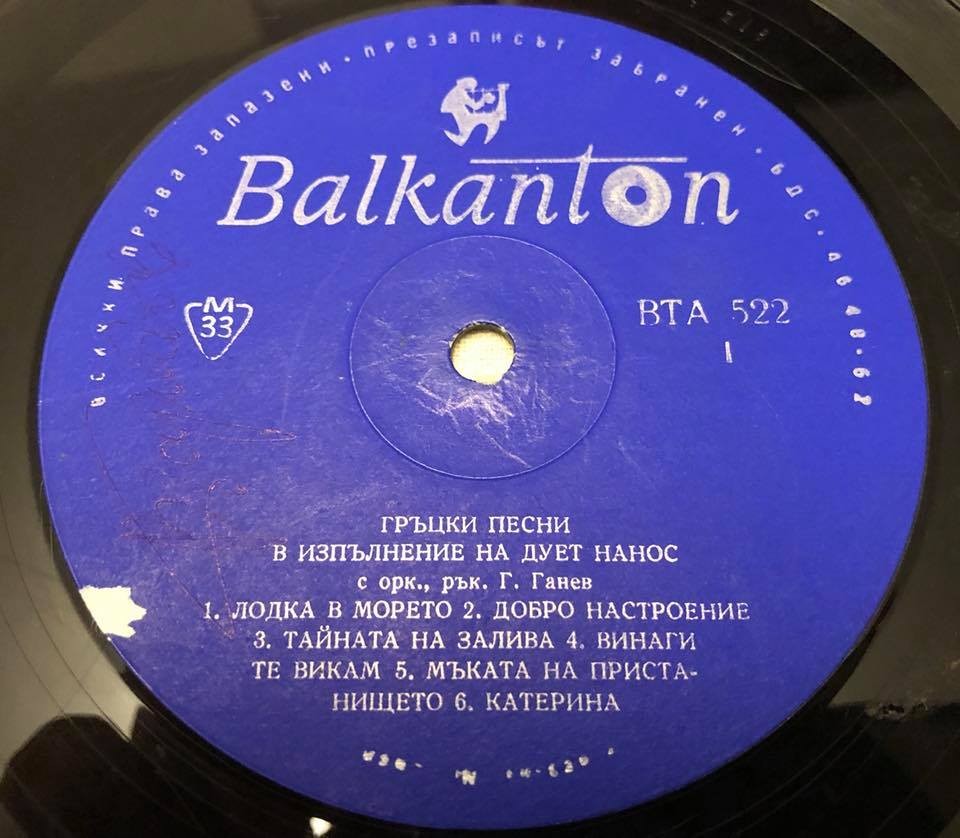 ВСИЧКИ ПРАВА ЗАПАЗЕНИ · ПРЕЗАПИСЪТ ЗАБРАНЕН · БДС ·
Balkanton
М
33
ВТА 522
I
ГРЪЦКИ ПЕСНИ
В ИЗПЪЛНЕНИЕ НА ДУЕТ НАНОС
с орк., рък. Г. Ганев
1. ЛОДКА В МОРЕТО 2. ДОБРО НАСТРОЕНИЕ
3. ТАЙНАТА НА ЗАЛИВА 4. ВИНАГИ
ТЕ ВИКАМ 5. МЪКАТА НА ПРИСТА-
НИЩЕТО 6. КАТЕРИНА